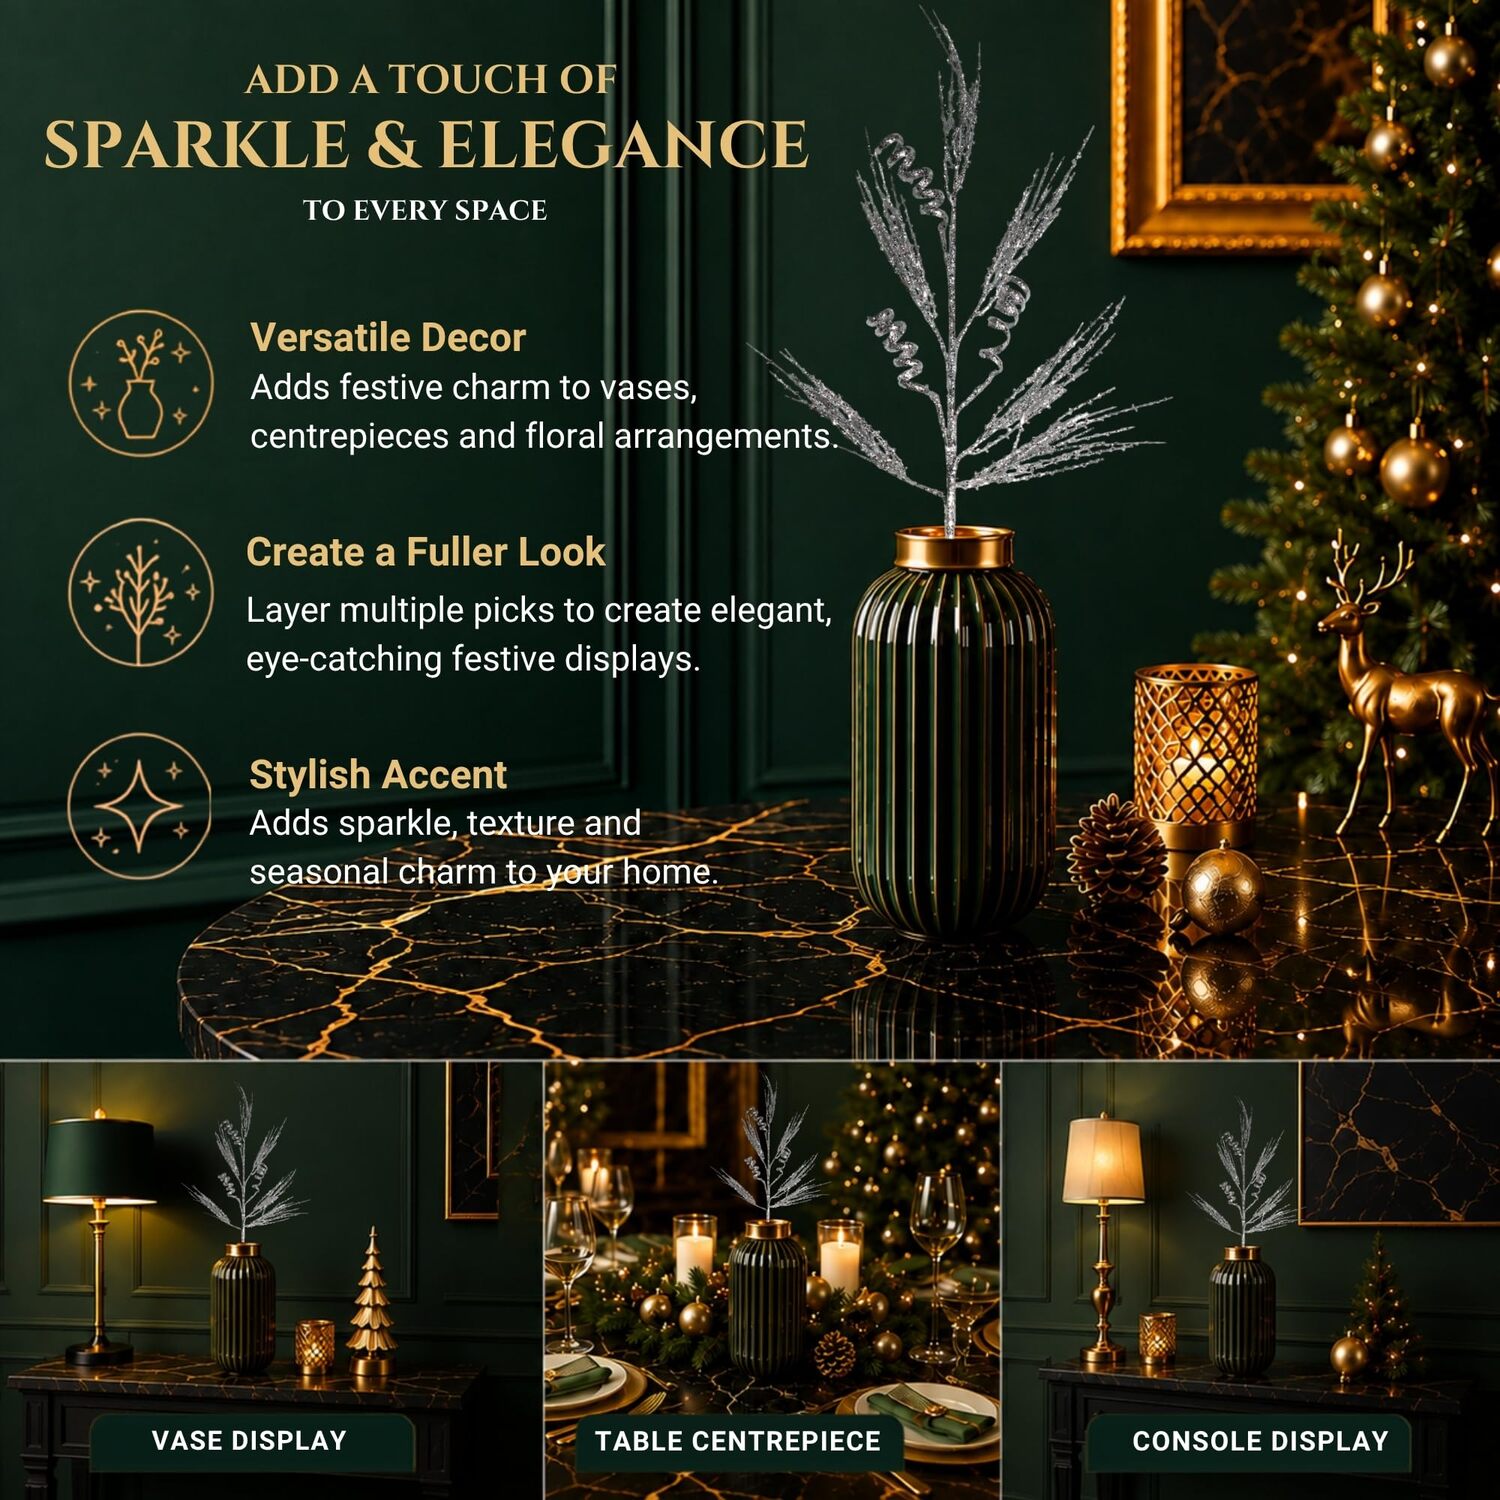 ADD A TOUCH OF
SPARKLE & ELEGANCE
TO EVERY SPACE
Versatile Decor
Adds festive charm to vases,
centrepieces and floral arrangements.
Create a Fuller Look
Layer multiple picks to create elegant,
eye-catching festive displays.
Stylish Accent
Adds sparkle, texture and
seasonal charm to your home.
VASE DISPLAY
TABLE CENTREPIECE
CONSOLE DISPLAY